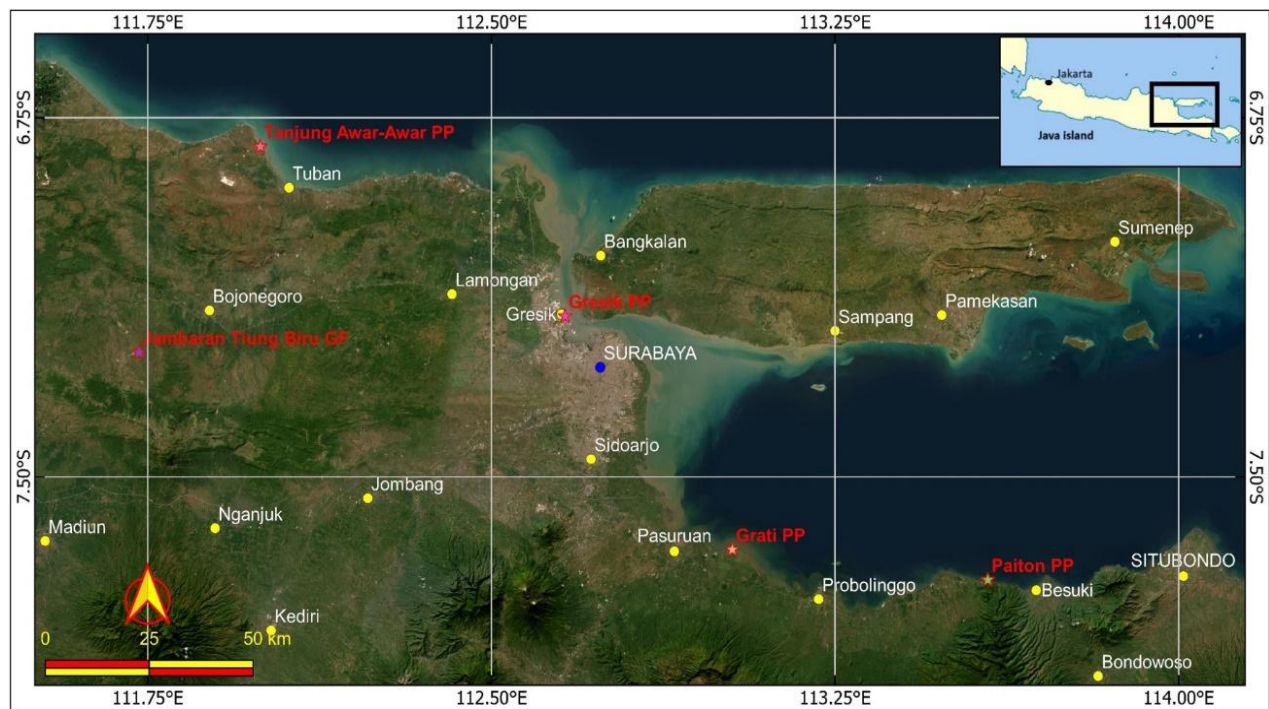 111.75°E
112.50°E
113.25°E
114.00°E
Jakarta
Java island
6.75°S
6.75°S
Tanjung Awar-Awar PP
Tuban
Bangkalan
Sumenep
Lamongan
Bojonegoro
Gresik
Gresik PP
Pamekasan
Sampang
Jambaran Tiung Biru GF
SURABAYA
Sidoarjo
7.50°S
7.50°S
Jombang
Nganjuk
Madiun
Pasuruan
Grati PP
Paiton PP
SITUBONDO
Probolinggo
Besuki
Kediri
0
25
50 km
Bondowoso
111.75°E
112.50°E
113.25°E
114.00°E